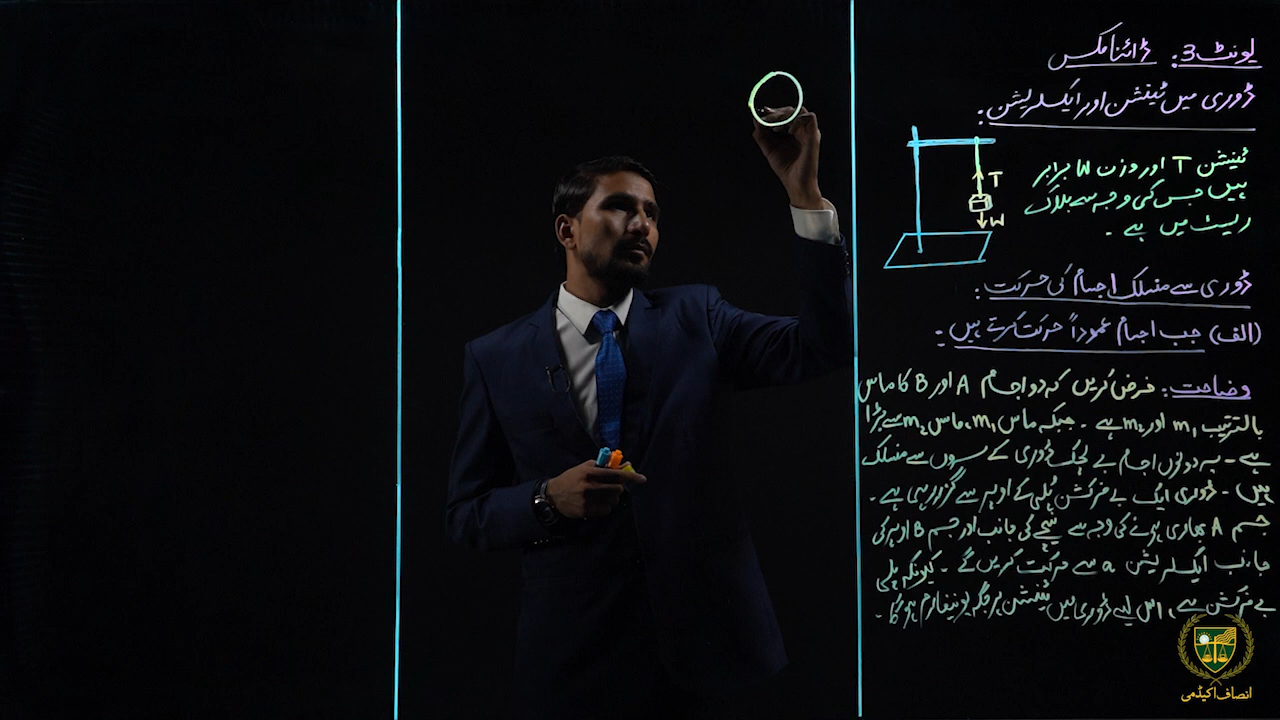 یونٹ 3: ڈائنامکس
ڈوری میں ٹینشن اور ایکسلریشن:
ٹینشن T اور وزن W برابر
ہیں جس کی وجہ سے بلاک
ریسٹ میں ہے۔
T
W
ڈوری سے منسلک اجسام کی حرکت:
(الف) جب اجسام عموداً حرکت کرتے ہیں:
وضاحت: فرض کریں کہ دو اجسام A اور B کا ماس
بالترتیب m₁ اور m₂ ہے۔ جبکہ ماس m₁، ماس m₂ سے بڑا
ہے۔ یہ دونوں اجسام بے لچک ڈوری کے سروں سے منسلک
ہیں۔ ڈوری ایک بے فرکشن پُلی کے اوپر سے گزر رہی ہے۔
جسم A بھاری ہونے کی وجہ سے نیچے کی جانب اور جسم B اوپر کی
جانب ایکسلریشن a سے حرکت کریں گے۔ کیونکہ پلی
بے فرکشن ہے، اس لیے ڈوری میں ٹینشن ہر جگہ یونیفارم ہو گا۔
انصاف اکیڈمی